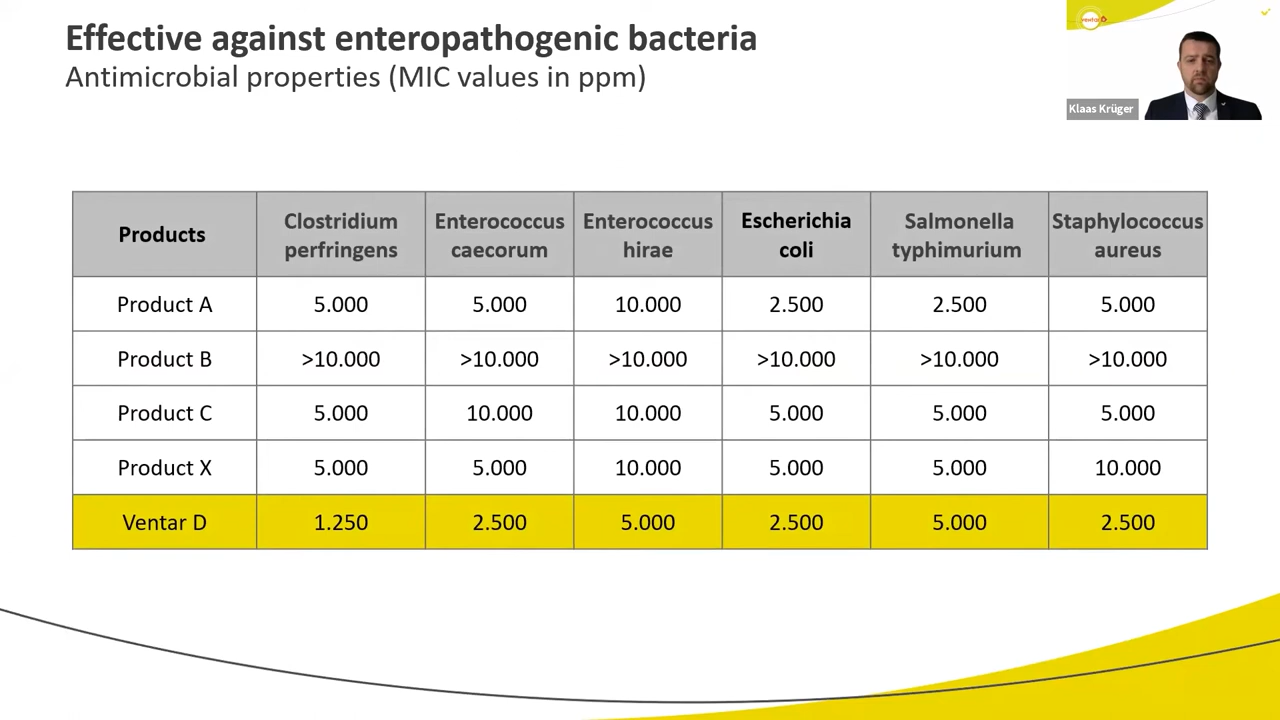 Effective against enteropathogenic bacteria
Antimicrobial properties (MIC values in ppm)
ventar D
Klaas Krüger
Products Clostridium perfringens Enterococcus caecorum Enterococcus hirae Escherichia coli Salmonella typhimurium Staphylococcus aureus
Product A 5.000 5.000 10.000 2.500 2.500 5.000
Product B >10.000 >10.000 >10.000 >10.000 >10.000 >10.000
Product C 5.000 10.000 10.000 5.000 5.000 5.000
Product X 5.000 5.000 10.000 5.000 5.000 10.000
Ventar D 1.250 2.500 5.000 2.500 5.000 2.500